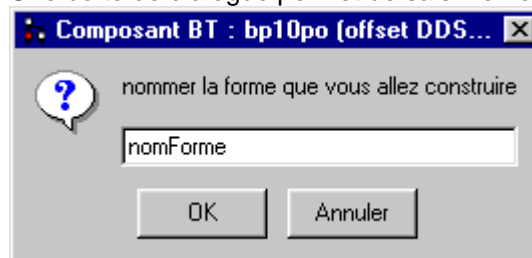 Composant BT : bp10po (offset DDS...
nommer la forme que vous allez construire
nomForme
OK
Annuler